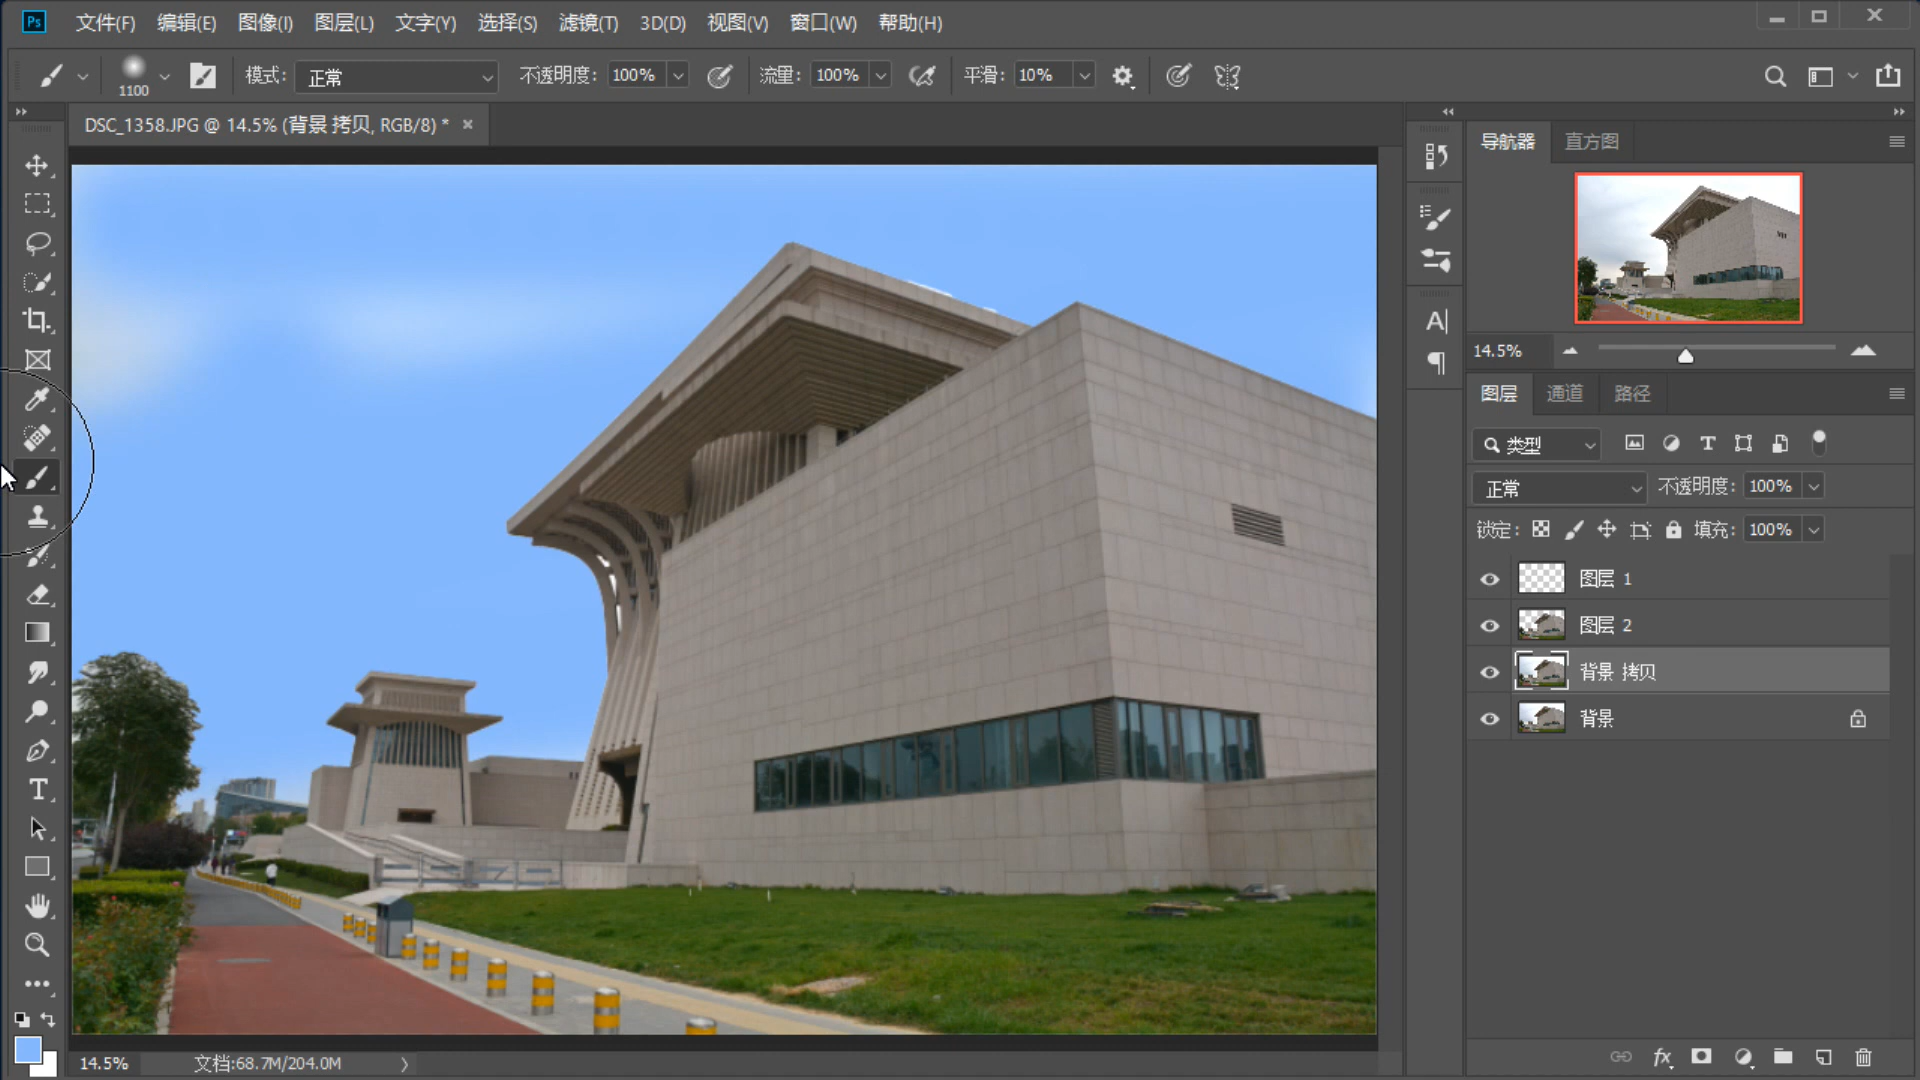 Ps 文件(F) 编辑(E) 图像(I) 图层(L) 文字(Y) 选择(S) 滤镜(T) 3D(D) 视图(V) 窗口(W) 帮助(H)
1100 模式: 正常 不透明度: 100% 流量: 100% 平滑: 10%
DSC_1358.JPG @ 14.5% (背景 拷贝, RGB/8) *
导航器 直方图
14.5%
图层 通道 路径
类型
正常 不透明度: 100%
锁定: 填充: 100%
图层 1
图层 2
背景 拷贝
背景
14.5% 文档:68.7M/204.0M